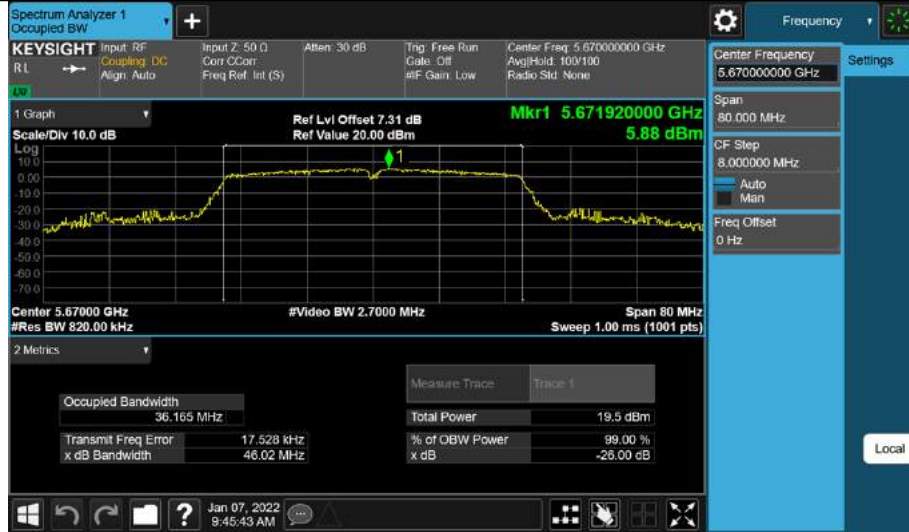 Spectrum Analyzer 1
Occupied BW
+
Frequency
KEYSIGHT
RL
Input: RF
Coupling: DC
Align: Auto
Input Z: 50 Ω
Corr CCorr
Freq Ref: Int (S)
Atten: 30 dB
Trig: Free Run
Gate: Off
#IF Gain: Low
Center Freq: 5.670000000 GHz
Avg|Hold: 100/100
Radio Std: None
1 Graph
Scale/Div 10.0 dB
Ref Lvl Offset 7.31 dB
Ref Value 20.00 dBm
Mkr1 5.671920000 GHz
5.88 dBm
Log
10.0
0.00
-10.0
-20.0
-30.0
-40.0
-50.0
-60.0
-70.0
1
Center 5.67000 GHz
#Res BW 820.00 kHz
#Video BW 2.7000 MHz
Span 80 MHz
Sweep 1.00 ms (1001 pts)
2 Metrics
Measure Trace
Trace 1
Occupied Bandwidth
36.165 MHz
Total Power
19.5 dBm
Transmit Freq Error
17.528 kHz
% of OBW Power
99.00 %
x dB Bandwidth
46.02 MHz
x dB
-26.00 dB
Center Frequency
5.670000000 GHz
Settings
Span
80.000 MHz
CF Step
8.000000 MHz
Auto
Man
Freq Offset
0 Hz
Local
?
Jan 07, 2022
9:45:43 AM